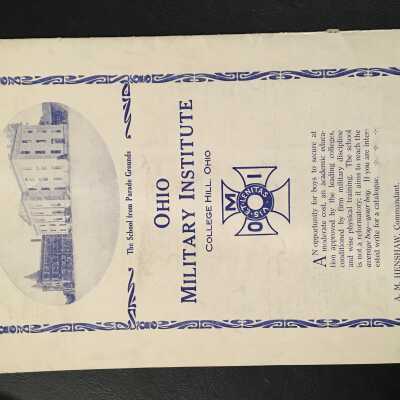 The School from Parade Grounds
OHIO
MILITARY INSTITUTE
COLLEGE HILL, OHIO
O M I
VERITAS
AN opportunity for boys to secure at
moderate cost, an academic educa-
tion approved by the leading colleges,
conditioned by firm military discipline
and wise physical training. The school
is not a reformatory; it aims to reach the
average boy—your boy. If you are inter-
ested write for a catalogue.
A. M. HENSHAW, Commandant.